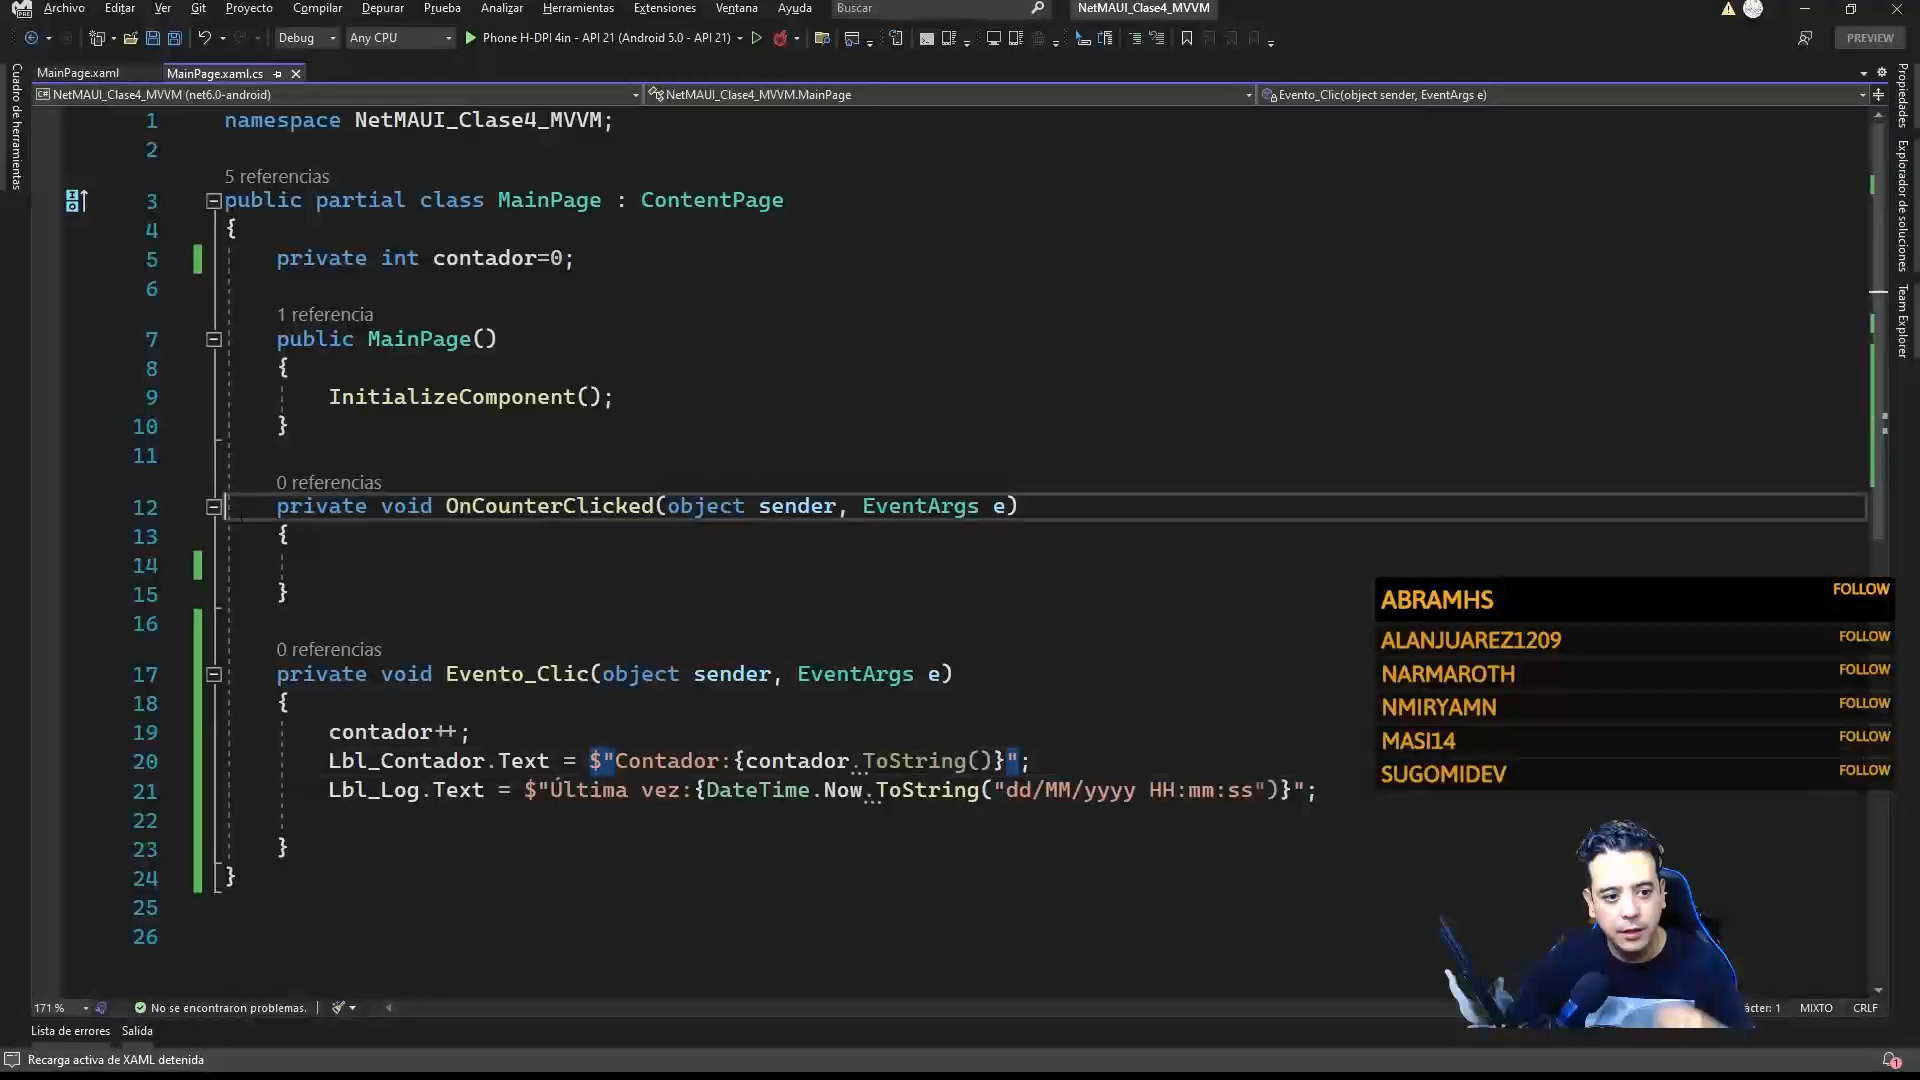 Archivo Editar Ver Git Proyecto Compilar Depurar Prueba Analizar Herramientas Extensiones Ventana Ayuda Buscar NetMAUI_Clase4_MVVM
Debug Any CPU Phone H-DPI 4in - API 21 (Android 5.0 - API 21) PREVIEW
MainPage.xaml MainPage.xaml.cs
NetMAUI_Clase4_MVVM (net6.0-android) NetMAUI_Clase4_MVVM.MainPage Evento_Clic(object sender, EventArgs e)
Cuadro de herramientas
Propiedades
Explorador de soluciones
Team Explorer
1 namespace NetMAUI_Clase4_MVVM;
2
5 referencias
3 public partial class MainPage : ContentPage
4 {
5 private int contador=0;
6
1 referencia
7 public MainPage()
8 {
9 InitializeComponent();
10 }
11
0 referencias
12 private void OnCounterClicked(object sender, EventArgs e)
13 {
14
15 }
16
0 referencias
17 private void Evento_Clic(object sender, EventArgs e)
18 {
19 contador++;
20 Lbl_Contador.Text = $"Contador:{contador.ToString()}";
21 Lbl_Log.Text = $"Última vez:{DateTime.Now.ToString("dd/MM/yyyy HH:mm:ss")}";
22
23 }
24 }
25
26
ABRAMHS FOLLOW
ALANJUAREZ1209 FOLLOW
NARMAROTH FOLLOW
NMIRYAMN FOLLOW
MASI14 FOLLOW
SUGOMIDEV FOLLOW
171 % No se encontraron problemas. ácter: 1 MIXTO CRLF
Lista de errores Salida
Recarga activa de XAML detenida 1